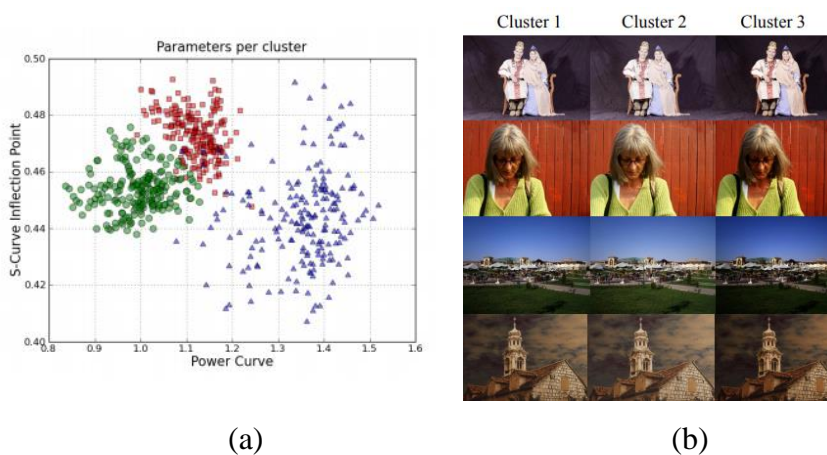 Parameters per cluster
S-Curve Inflection Point
0.50
0.48
0.46
0.44
0.42
0.40
0.8 0.9 1.0 1.1 1.2 1.3 1.4 1.5 1.6
Power Curve
(a)
Cluster 1 Cluster 2 Cluster 3
(b)